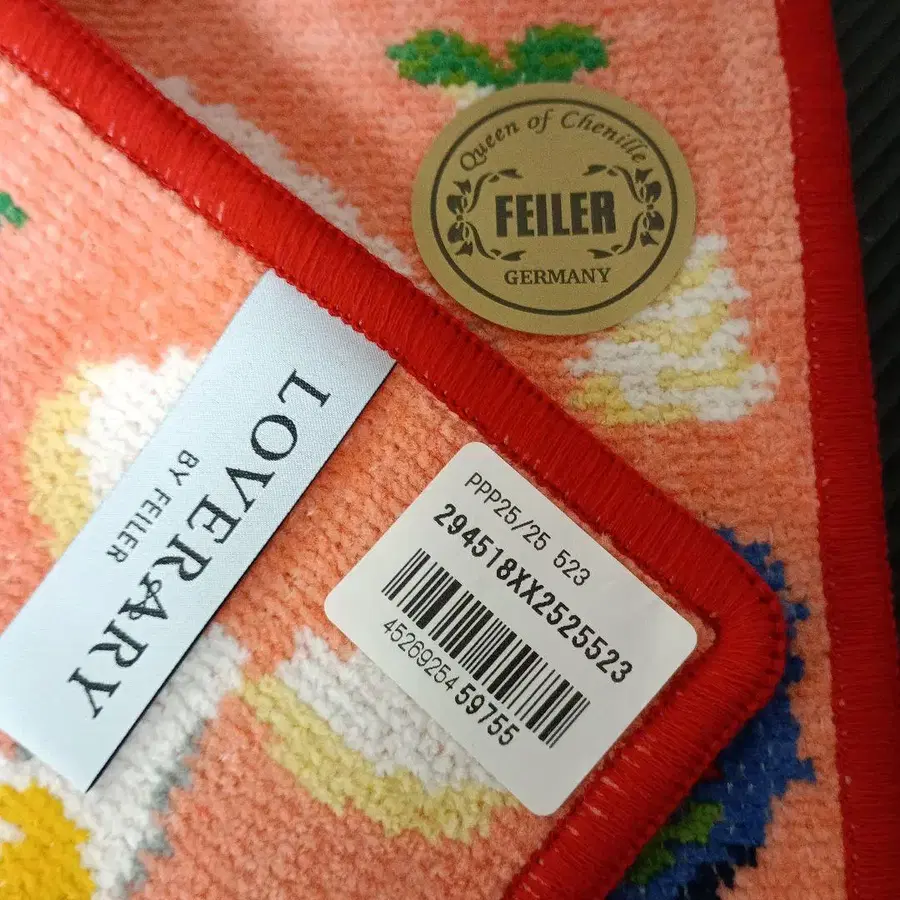 Queen of Chenille
FEILER
GERMANY
LOVERARY
BY FEILER
PPP25/25 523
294518XX2525523
4526925459755